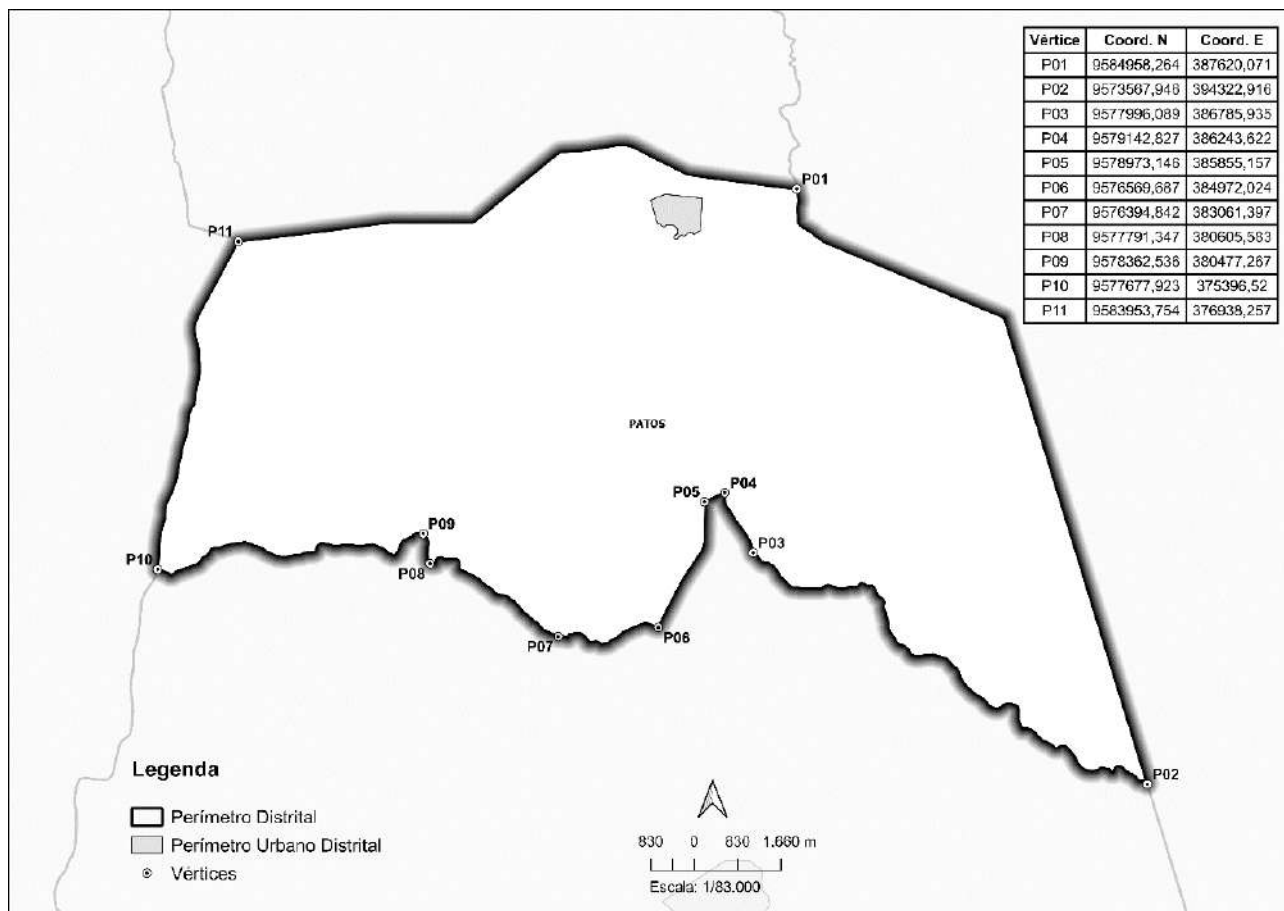 Vértice Coord. N Coord. E
P01 9584958,264 387620,071
P02 9573567,946 394322,916
P03 9577996,089 386785,935
P04 9579142,827 386243,622
P05 9578973,146 385855,157
P06 9576569,687 384972,024
P07 9576394,842 383061,397
P08 9577791,347 380605,563
P09 9578362,536 380477,267
P10 9577677,923 375396,52
P11 9583953,754 376938,257
P01
P11
PATOS
P05 P04
P09
P03
P10
P08
P06
P07
P02
Legenda
Perímetro Distrital
Perímetro Urbano Distrital
Vértices
830 0 830 1.660 m
Escala: 1/83.000